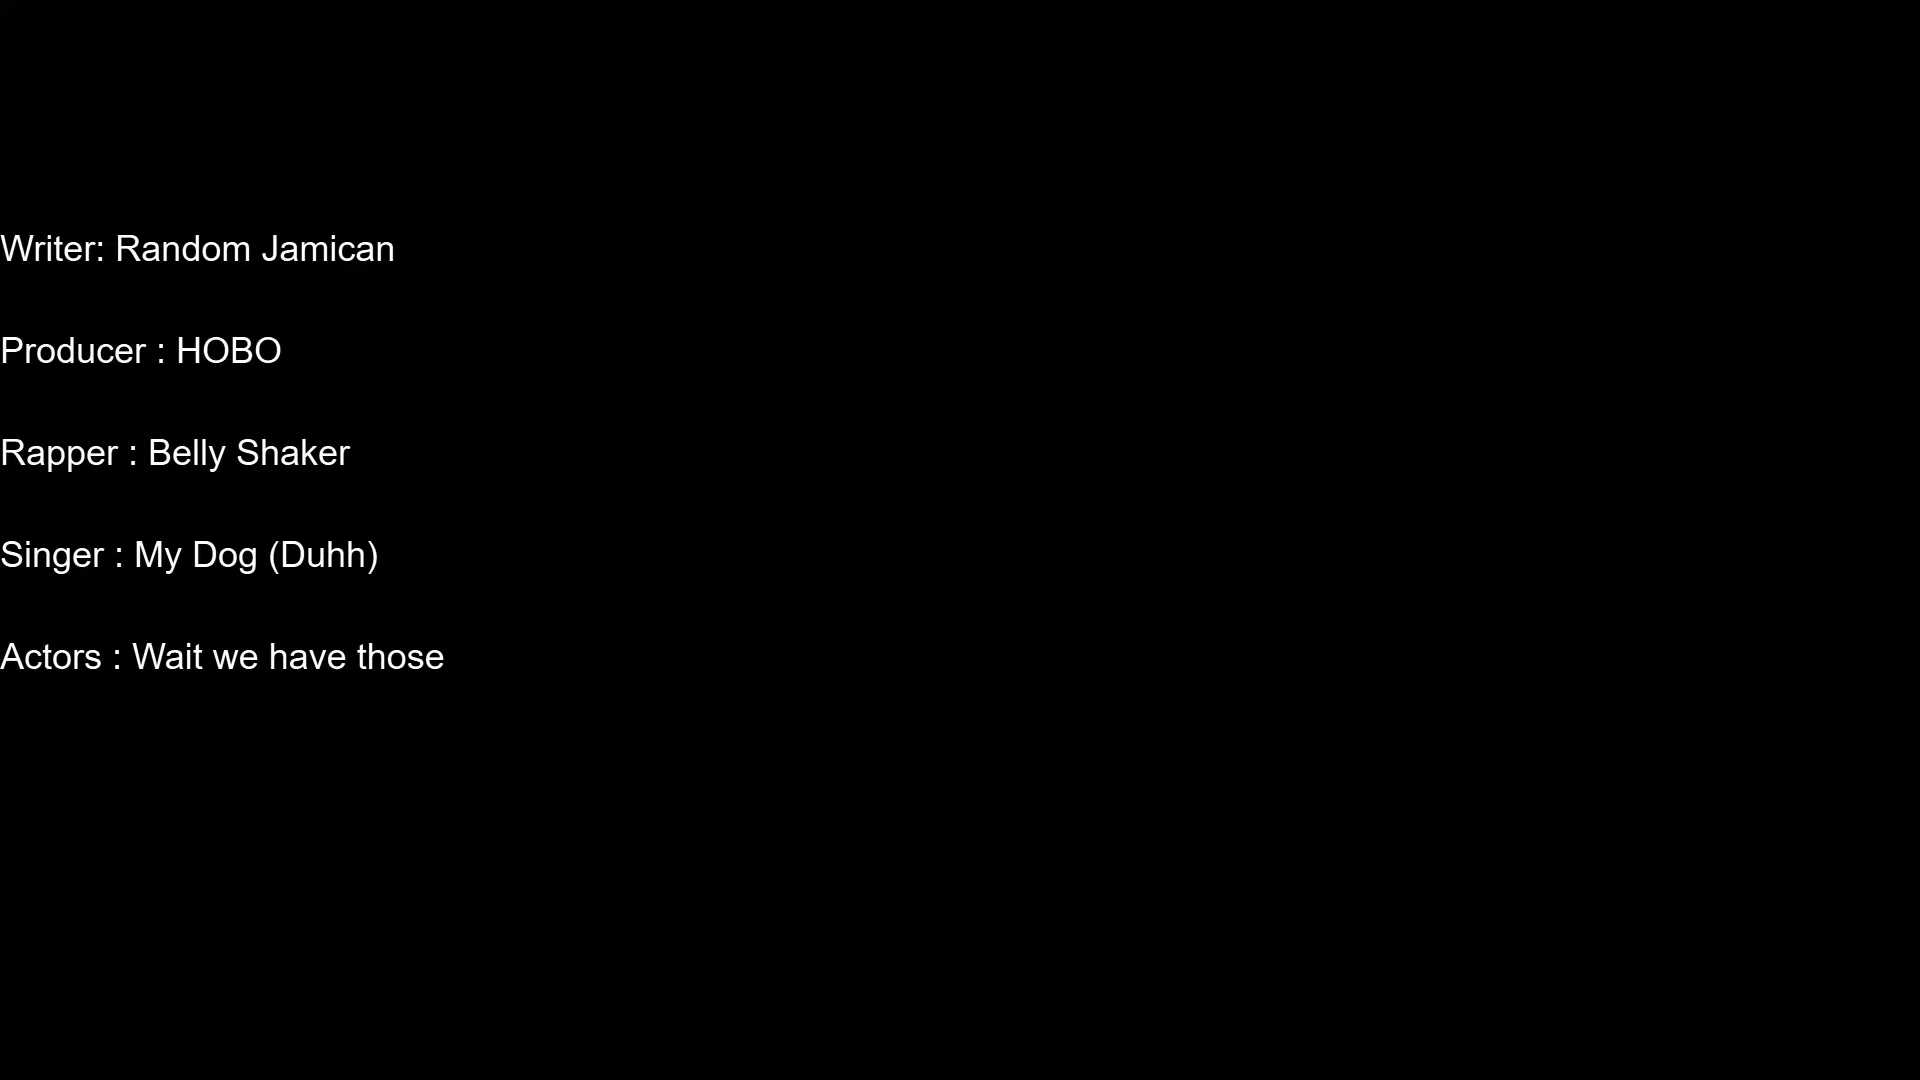 Writer: Random Jamican
Producer : HOBO
Rapper : Belly Shaker
Singer : My Dog (Duhh)
Actors : Wait we have those